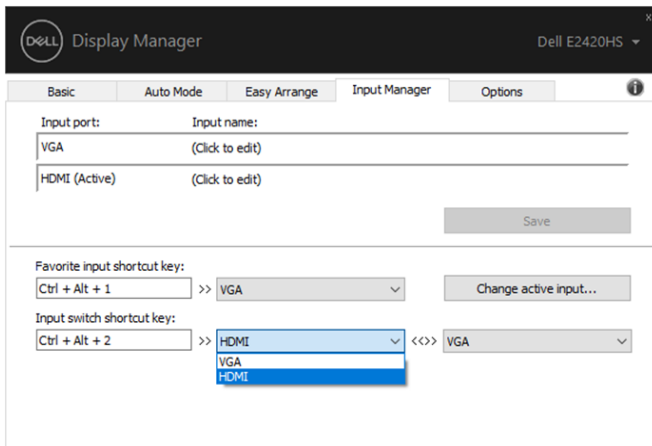 x
DELL Display Manager Dell E2420HS
Basic Auto Mode Easy Arrange Input Manager Options i
Input port: Input name:
VGA (Click to edit)
HDMI (Active) (Click to edit)
Save
Favorite input shortcut key:
Ctrl + Alt + 1 >> VGA Change active input...
Input switch shortcut key:
Ctrl + Alt + 2 >> HDMI <<>> VGA
VGA
HDMI